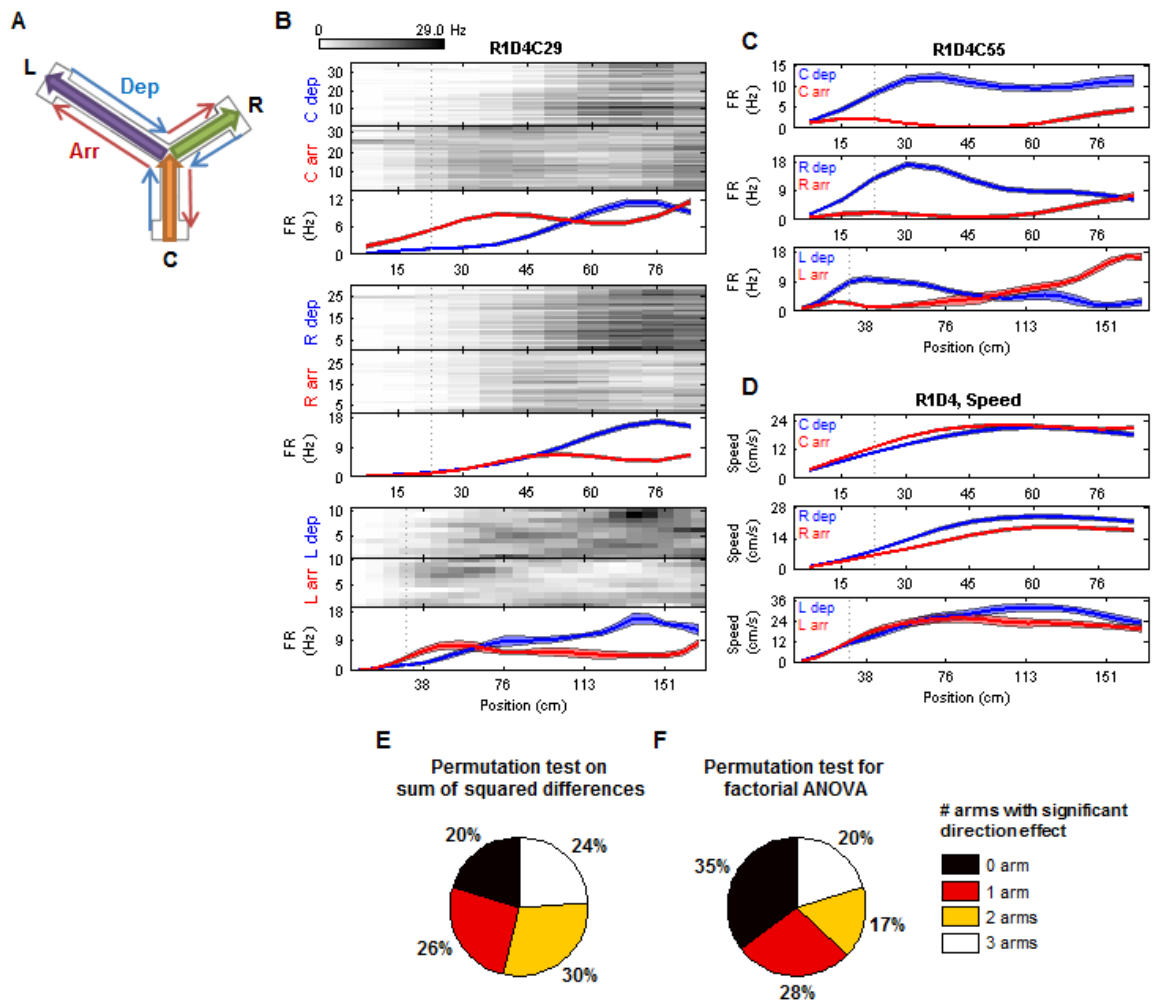 A
L
Dep
R
Arr
C
B
0
29.0 Hz
R1D4C29
C dep
30
20
10
C arr
30
20
10
FR
(Hz)
12
6
0
15
30
45
60
76
R dep
25
15
5
R arr
25
15
5
FR
(Hz)
18
9
0
15
30
45
60
76
L dep
10
5
L arr
10
5
FR
(Hz)
18
9
0
38
76
113
151
Position (cm)
C
R1D4C55
C dep
C arr
FR
(Hz)
15
10
5
0
15
30
45
60
76
R dep
R arr
FR
(Hz)
18
9
0
15
30
45
60
76
L dep
L arr
FR
(Hz)
18
9
0
38
76
113
151
Position (cm)
D
R1D4, Speed
C dep
C arr
Speed
(cm/s)
24
12
0
15
30
45
60
76
R dep
R arr
Speed
(cm/s)
28
14
0
15
30
45
60
76
L dep
L arr
Speed
(cm/s)
36
24
12
0
38
76
113
151
Position (cm)
E
Permutation test on
sum of squared differences
20%
24%
26%
30%
F
Permutation test for
factorial ANOVA
35%
20%
17%
28%
# arms with significant
direction effect
0 arm
1 arm
2 arms
3 arms